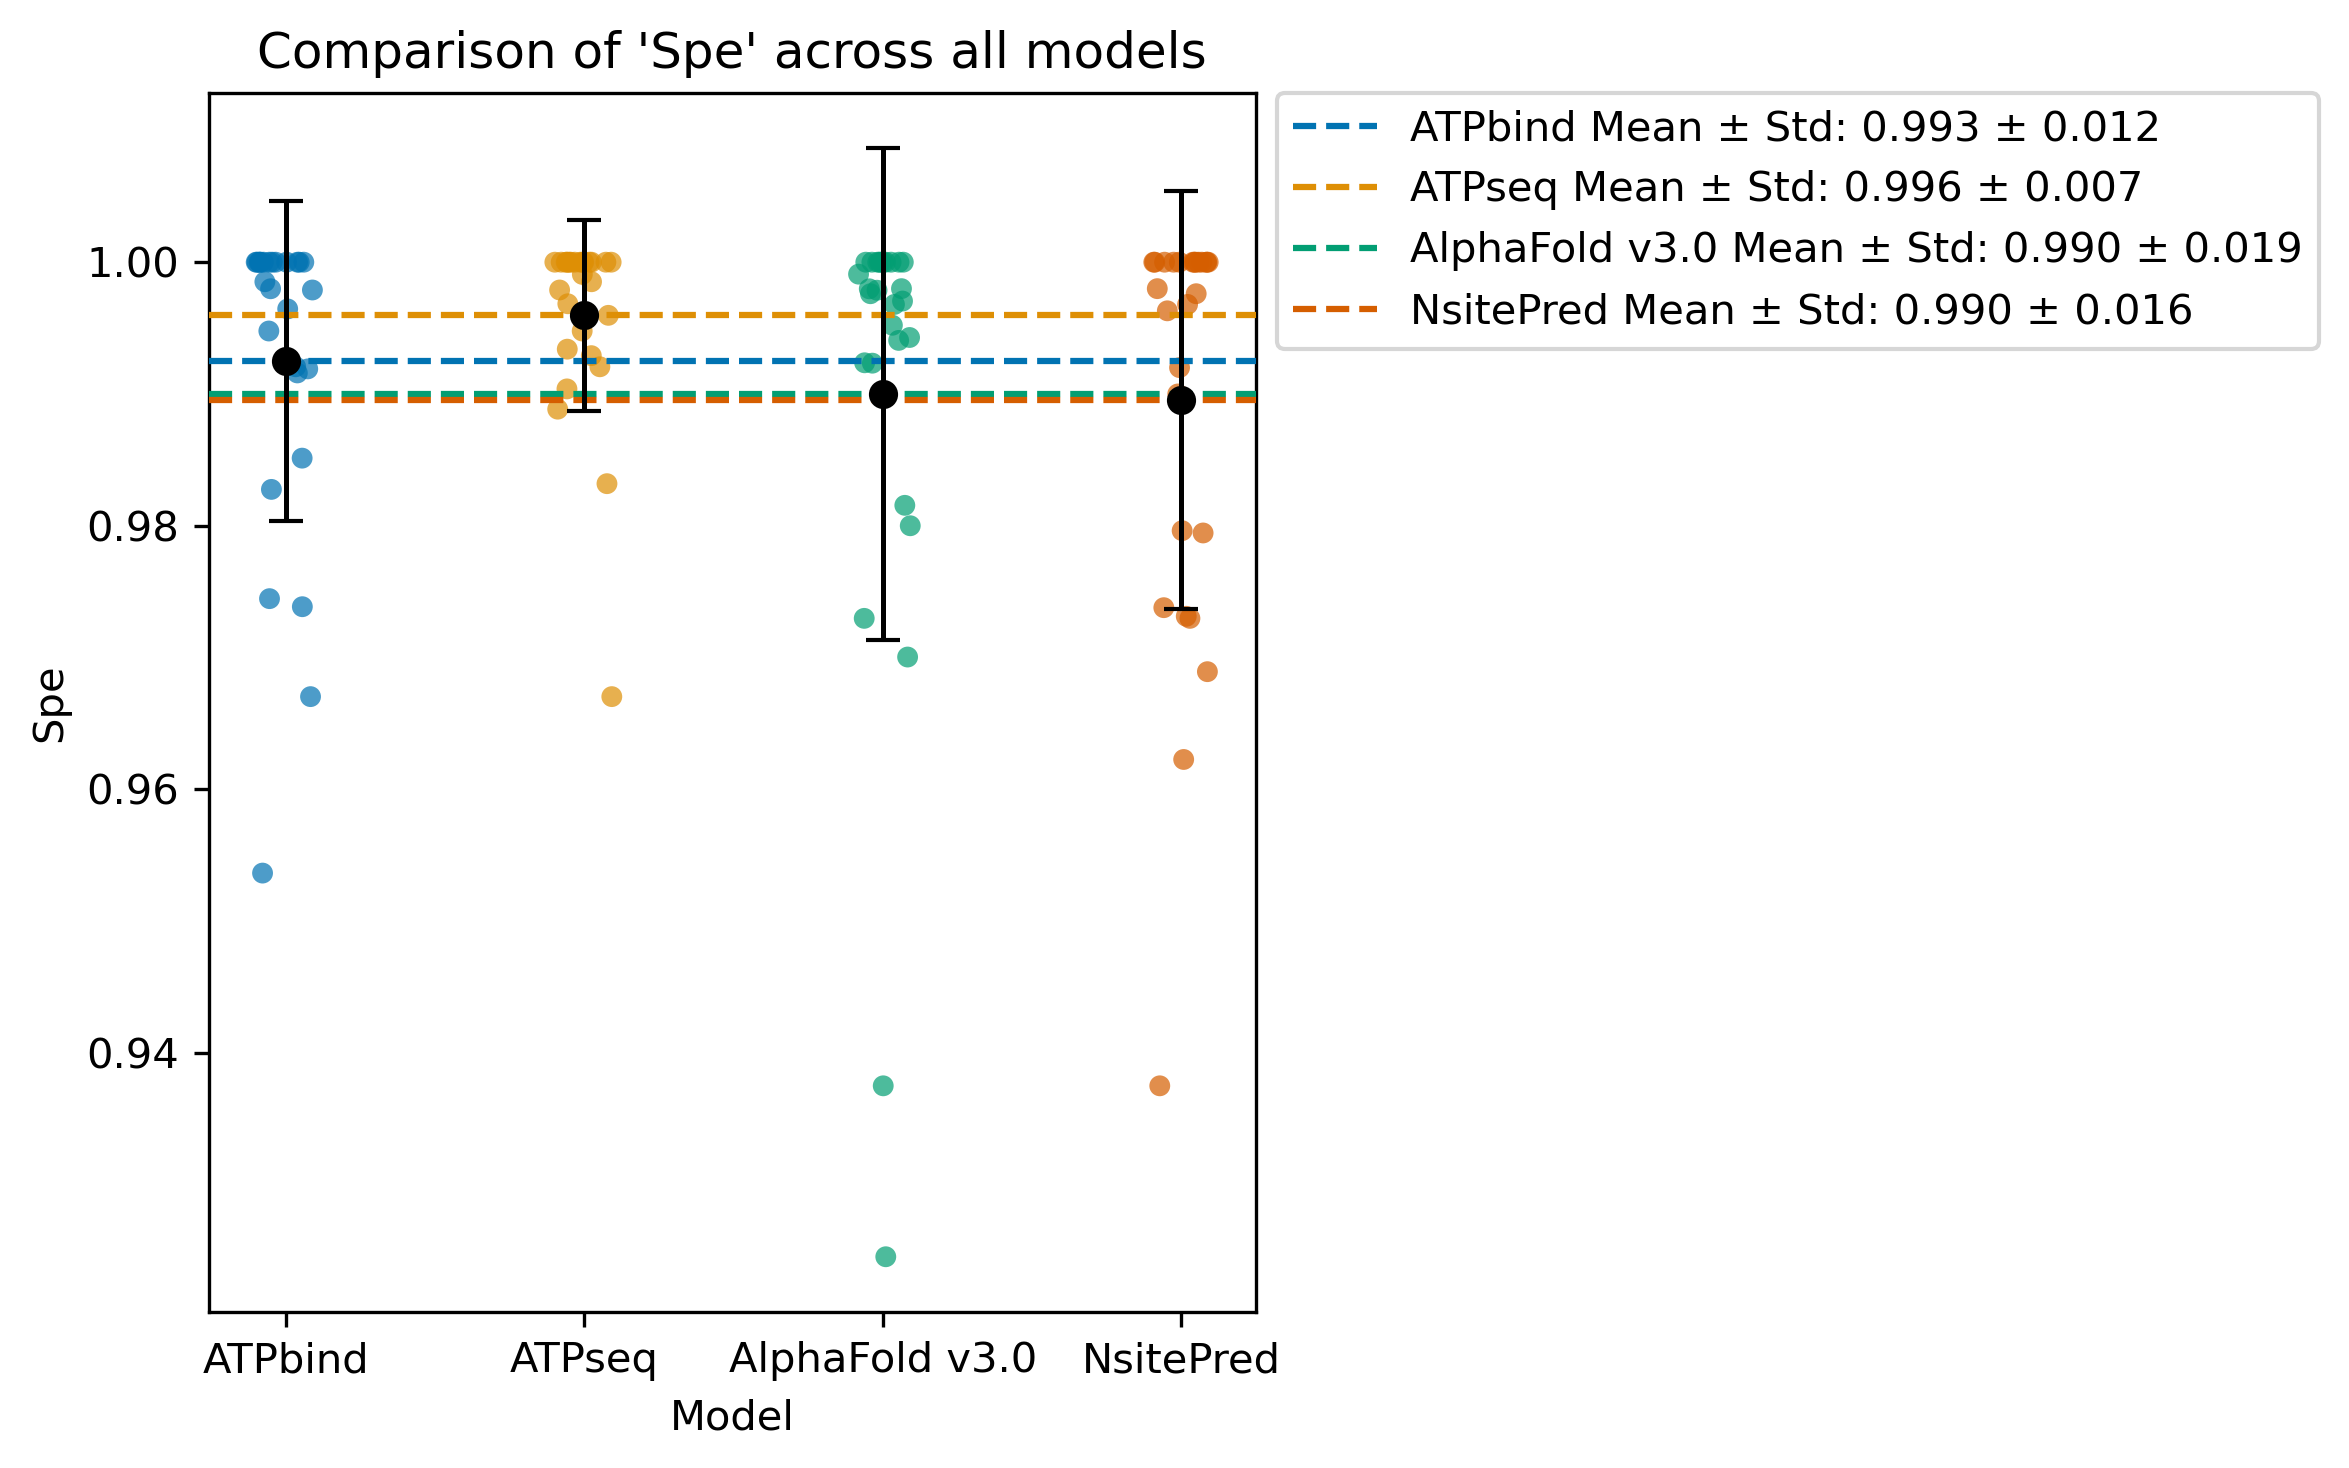 Comparison of 'Spe' across all models
ATPbind Mean ± Std: 0.993 ± 0.012
ATPseq Mean ± Std: 0.996 ± 0.007
AlphaFold v3.0 Mean ± Std: 0.990 ± 0.019
NsitePred Mean ± Std: 0.990 ± 0.016
1.00
0.98
0.96
0.94
Spe
ATPbind
ATPseq
AlphaFold v3.0
NsitePred
Model